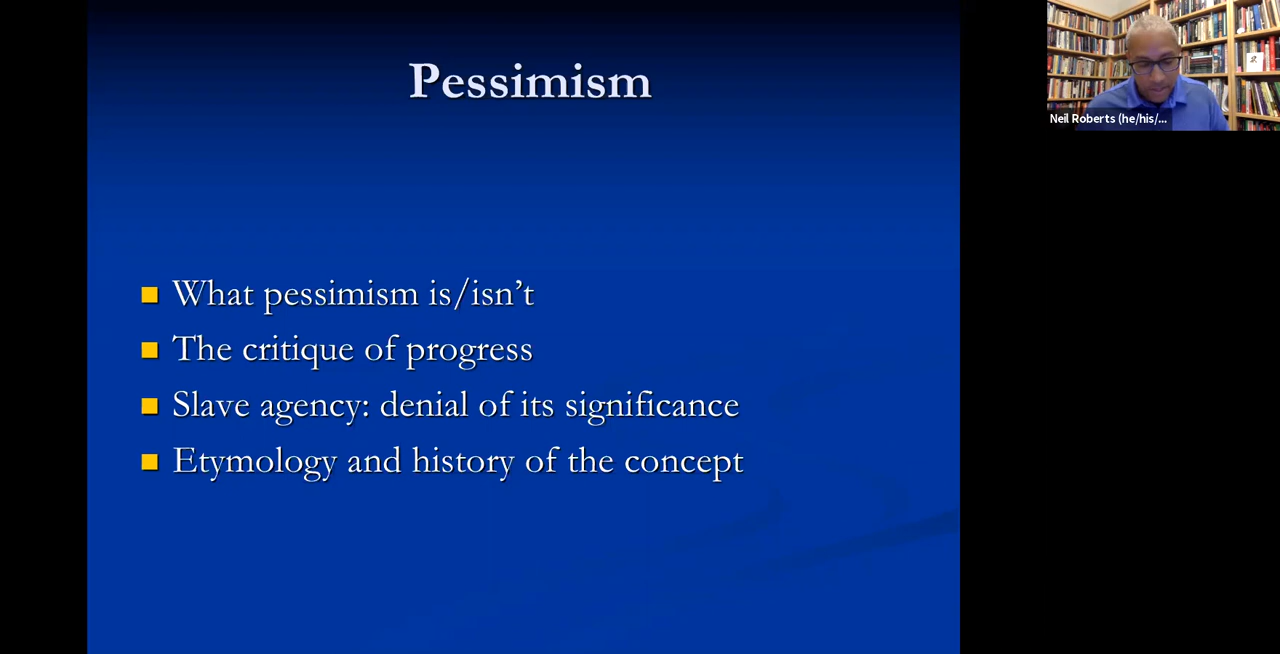 Pessimism
What pessimism is/isn’t
The critique of progress
Slave agency: denial of its significance
Etymology and history of the concept
Neil Roberts (he/his/...